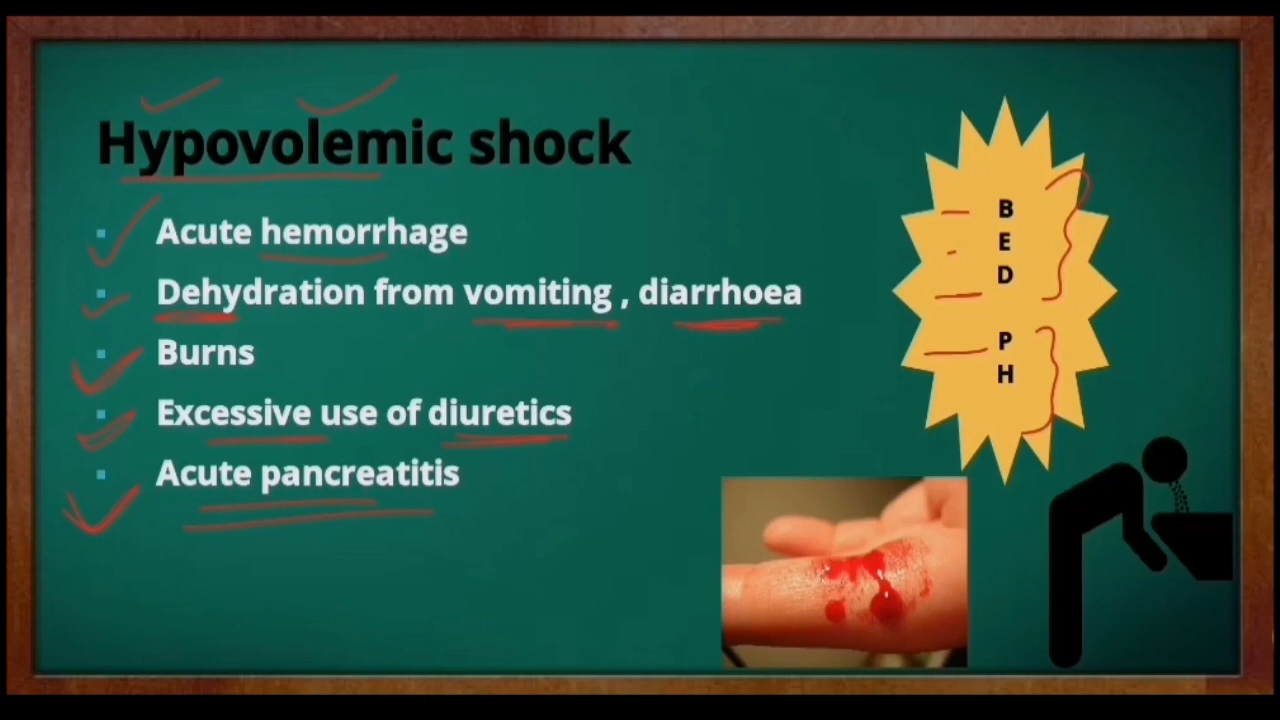 Hypovolemic shock
Acute hemorrhage
Dehydration from vomiting , diarrhoea
Burns
Excessive use of diuretics
Acute pancreatitis
B
E
D
P
H